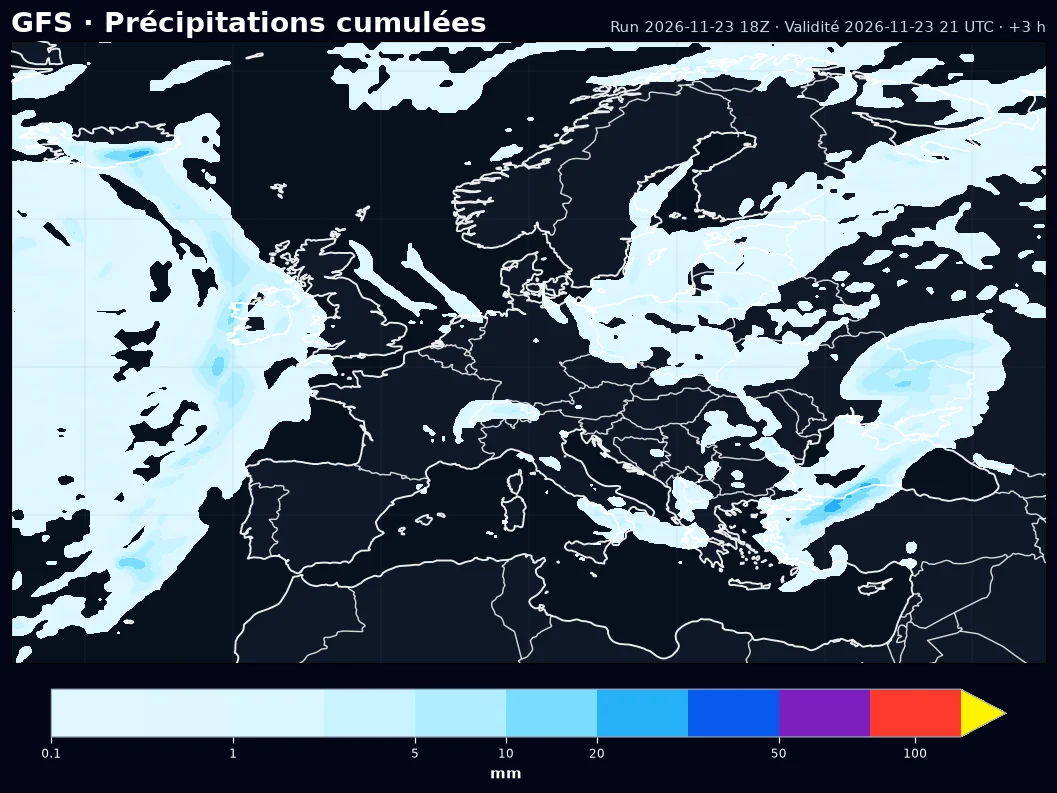 GFS · Précipitations cumulées
Run 2026-11-23 18Z · Validité 2026-11-23 21 UTC · +3 h
0.1 1 5 10 20 50 100
mm